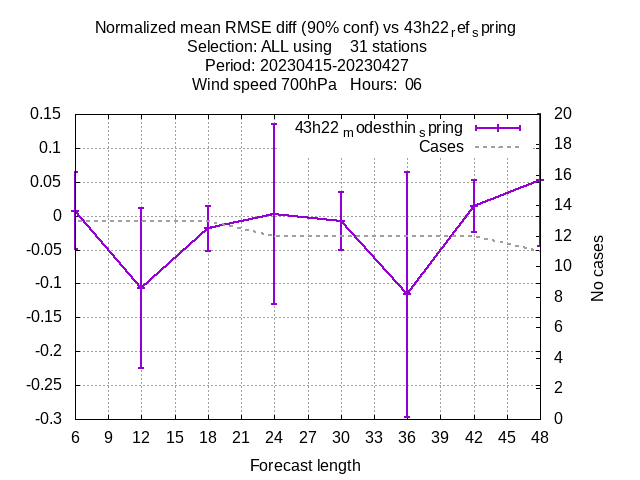 Normalized mean RMSE diff (90% conf) vs 43h22ref spring
Selection: ALL using 31 stations
Period: 20230415-20230427
Wind speed 700hPa Hours: 06
43h22modesthinspring
Cases
0.15
0.1
0.05
0
-0.05
-0.1
-0.15
-0.2
-0.25
-0.3
20
18
16
14
12
10
8
6
4
2
0
No cases
6 9 12 15 18 21 24 27 30 33 36 39 42 45 48
Forecast length